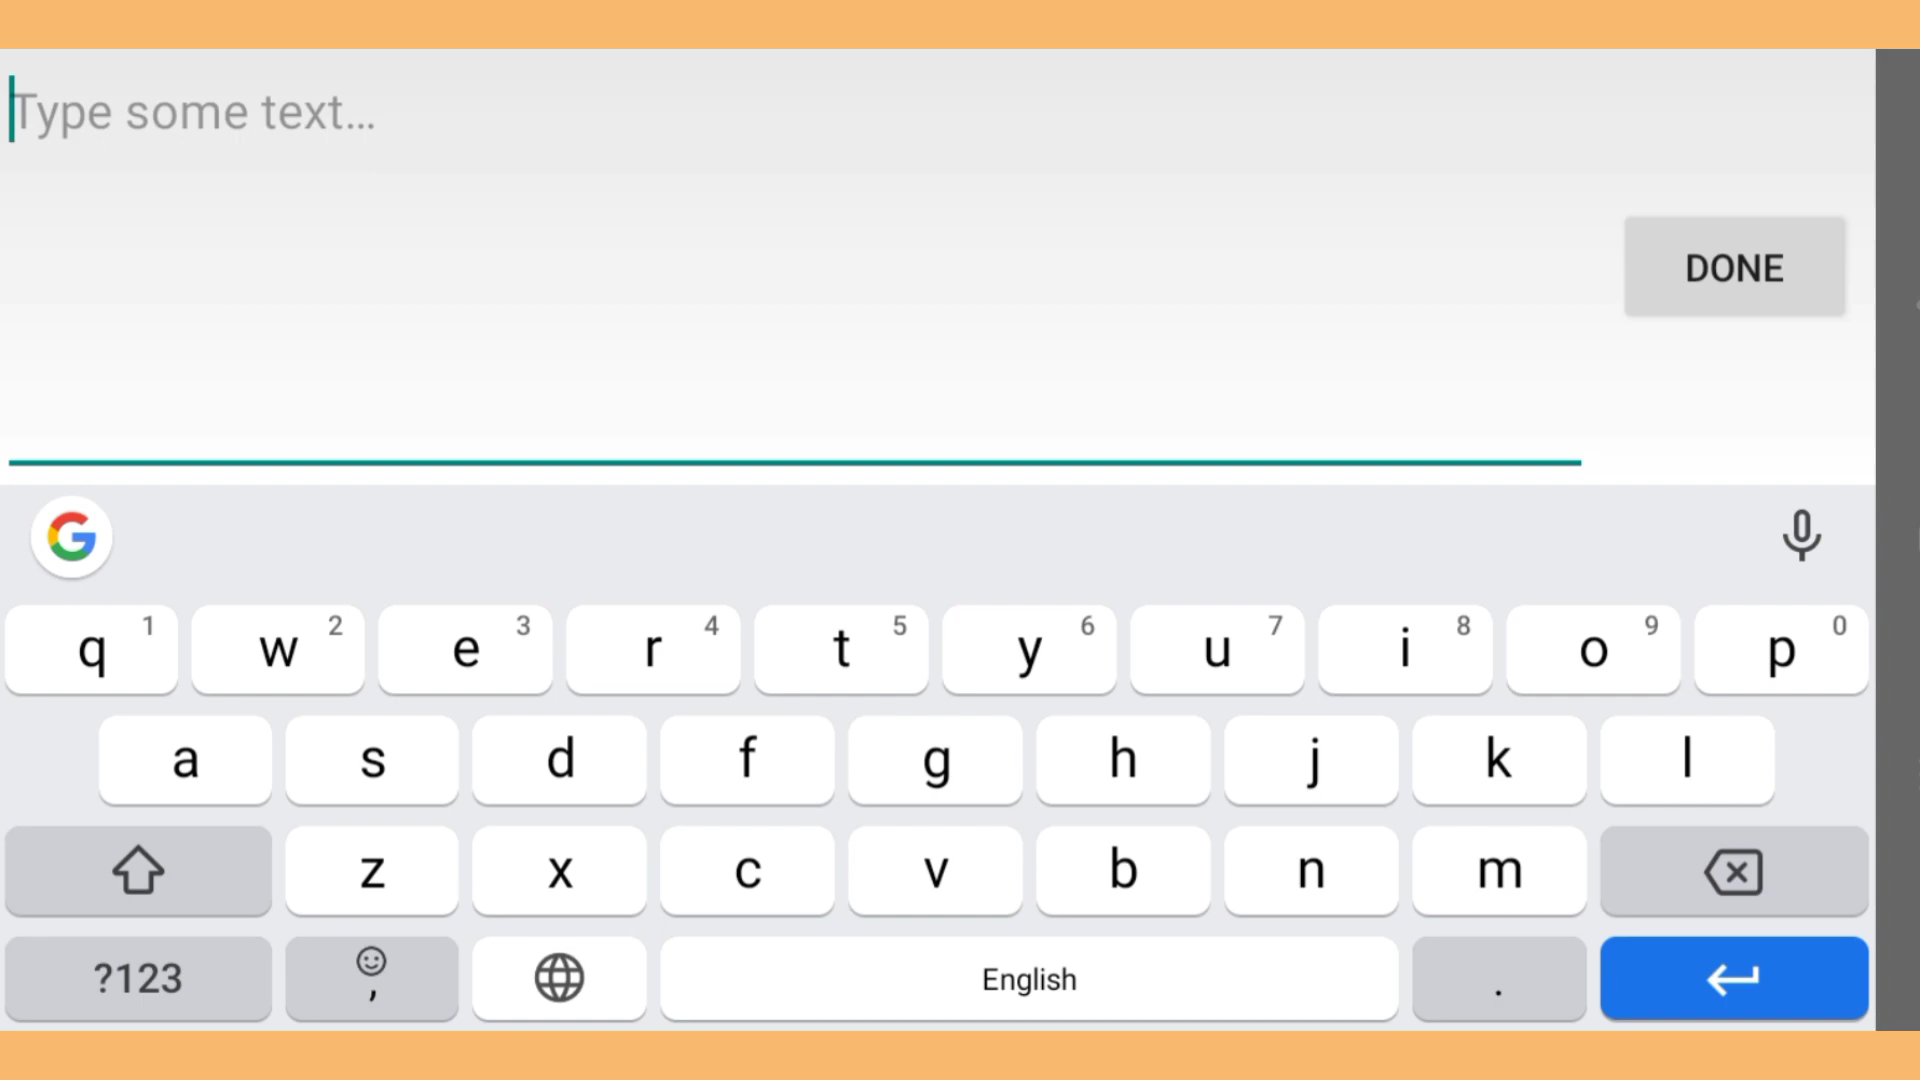 Type some text...
DONE
G
q 1 w 2 e 3 r 4 t 5 y 6 u 7 i 8 o 9 p 0
a s d f g h j k l
z x c v b n m
?123 , English .